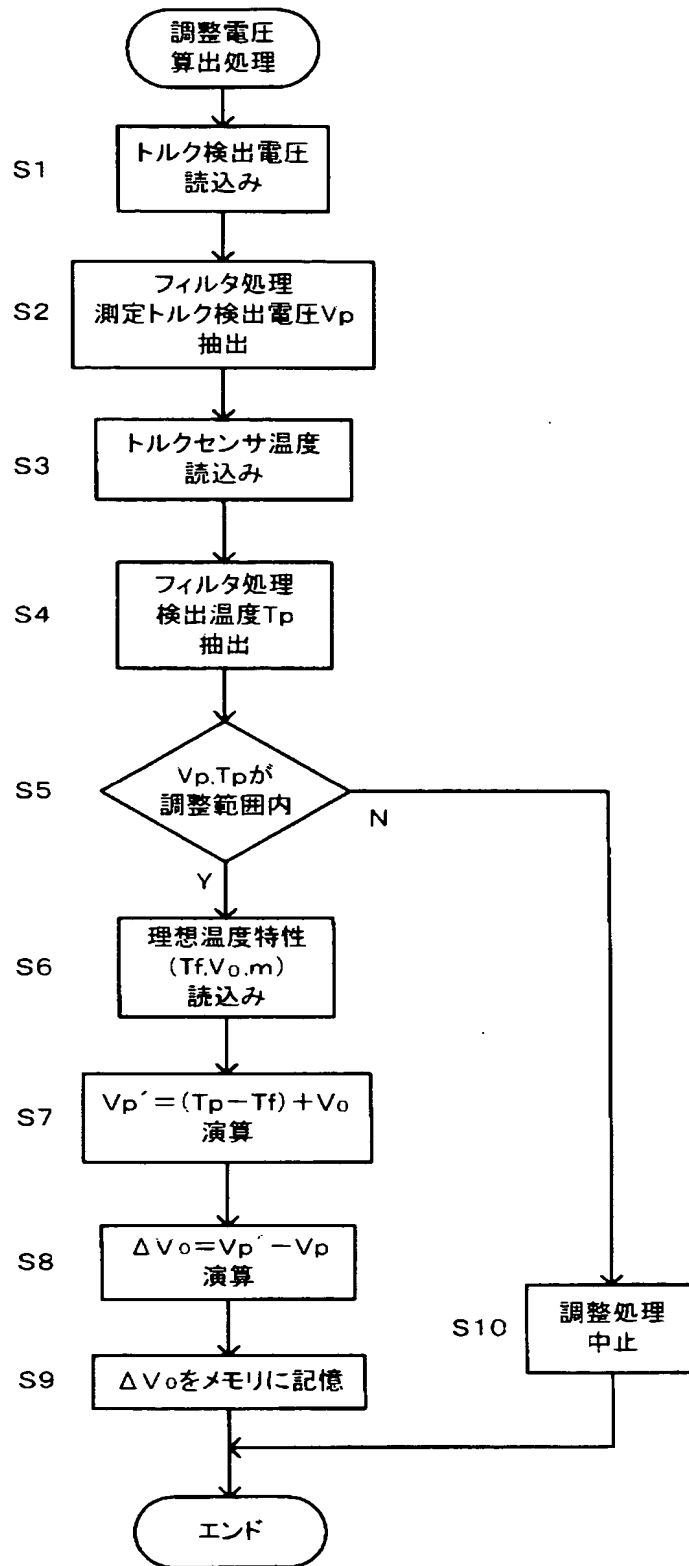 調整電圧
算出処理
S1
トルク検出電圧
読込み
S2
フィルタ処理
測定トルク検出電圧Vp
抽出
S3
トルクセンサ温度
読込み
S4
フィルタ処理
検出温度Tp
抽出
S5
Vp,Tpが
調整範囲内
N
Y
S6
理想温度特性
(Tf,V₀,m)
読込み
S7
Vp´=(Tp−Tf)+V₀
演算
S8
ΔV₀=Vp´−Vp
演算
S10
調整処理
中止
S9
ΔV₀をメモリに記憶
エンド